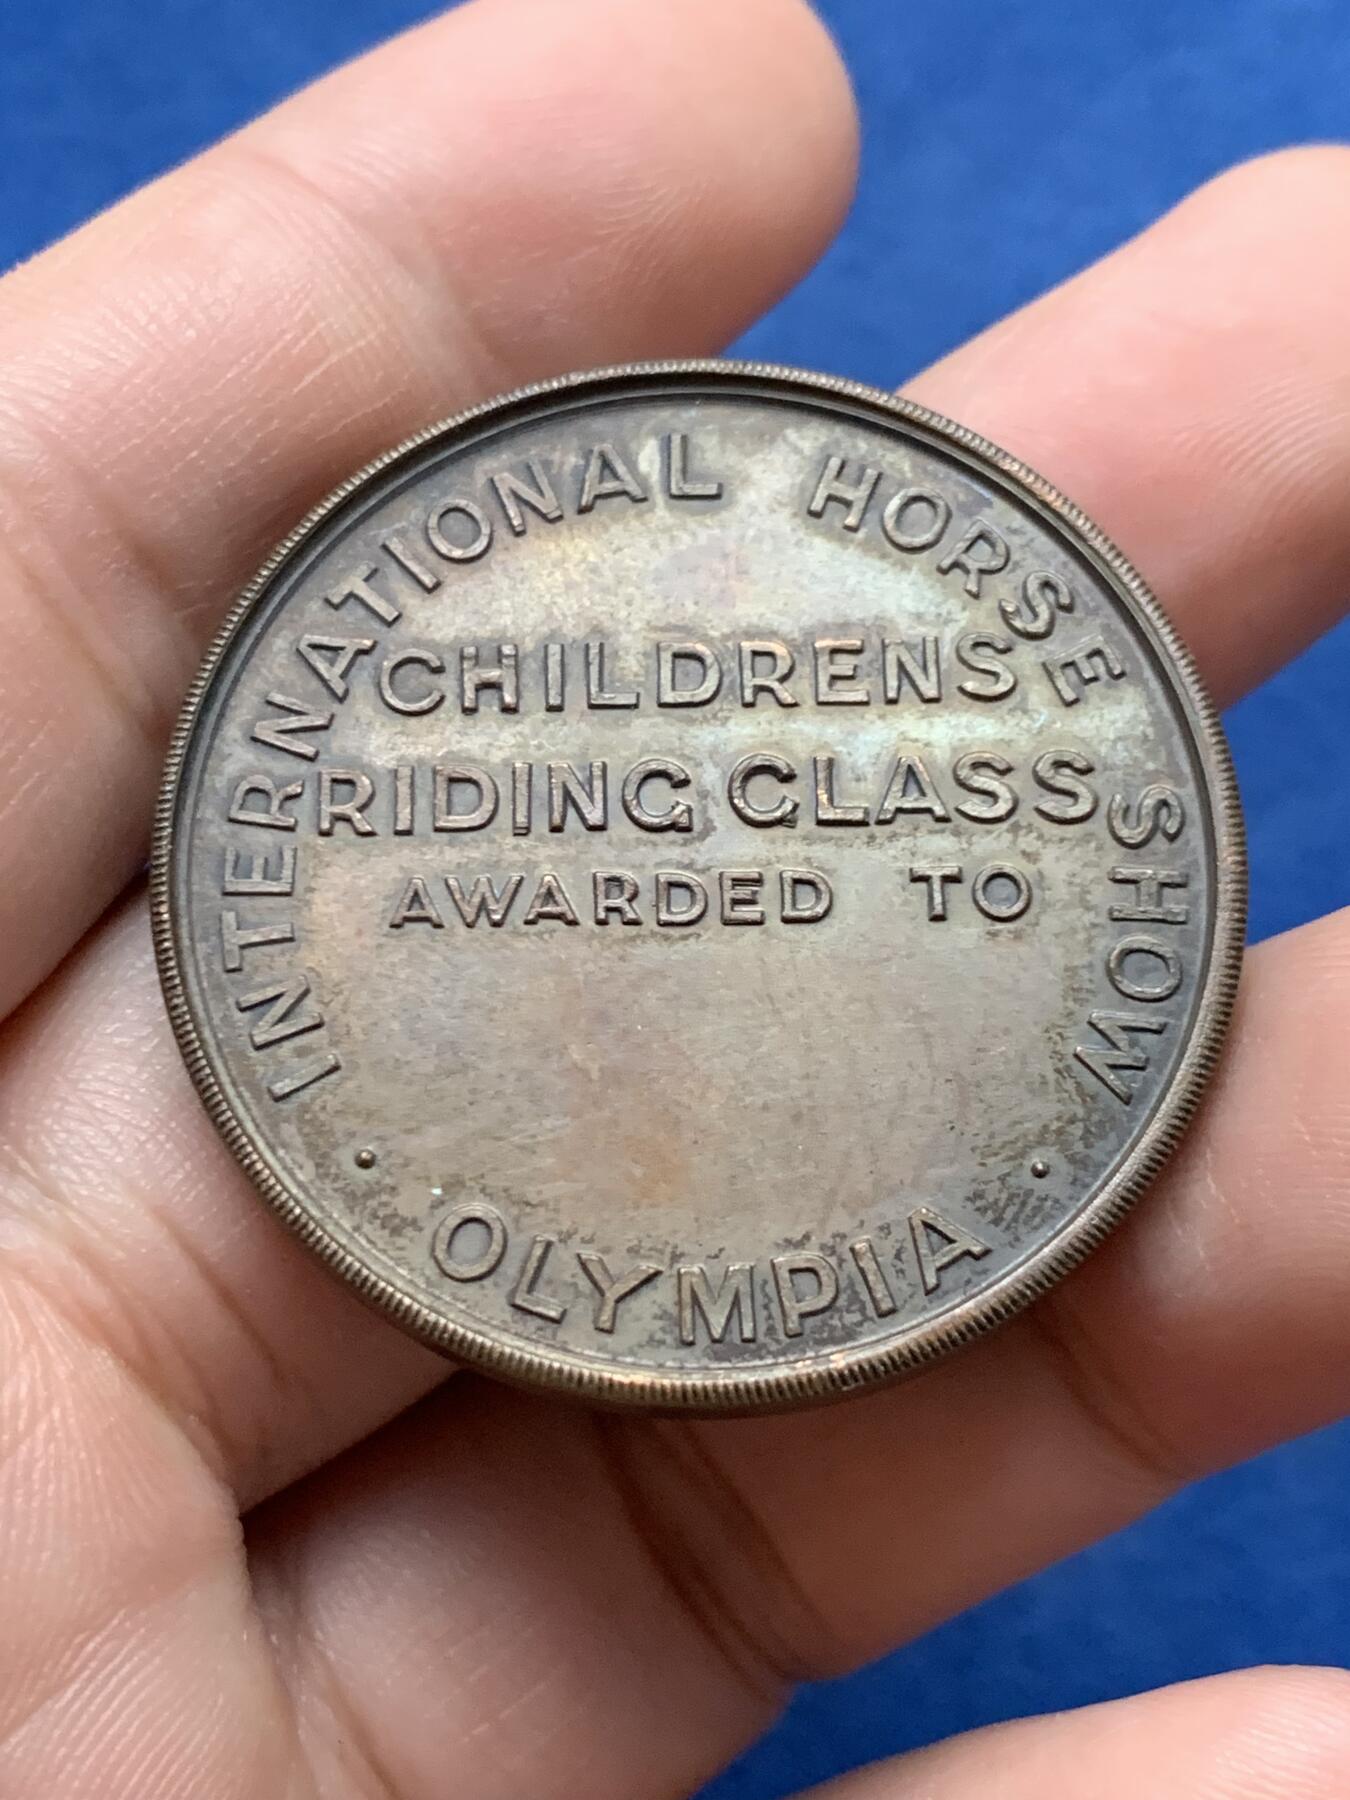 INTERNATIONAL HORSE SHOW
CHILDRENS
RIDING CLASS
AWARDED TO
· OLYMPIA ·